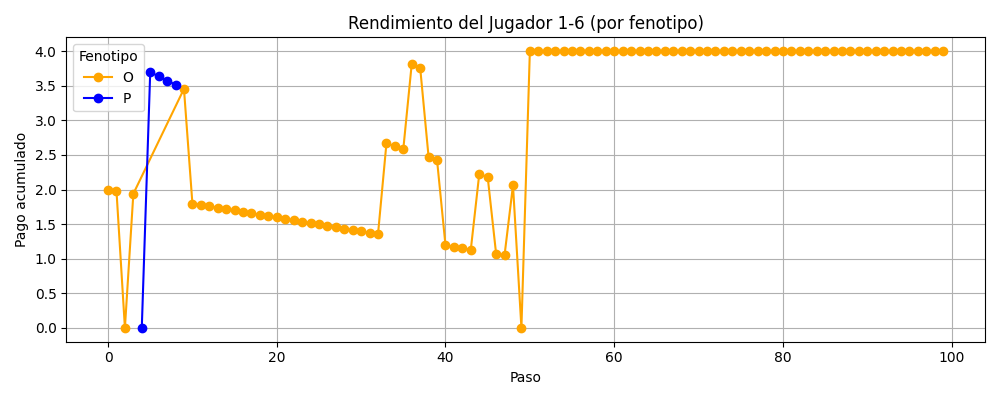 Rendimiento del Jugador 1-6 (por fenotipo)
Fenotipo
O
P
Pago acumulado
4.0
3.5
3.0
2.5
2.0
1.5
1.0
0.5
0.0
0 20 40 60 80 100
Paso